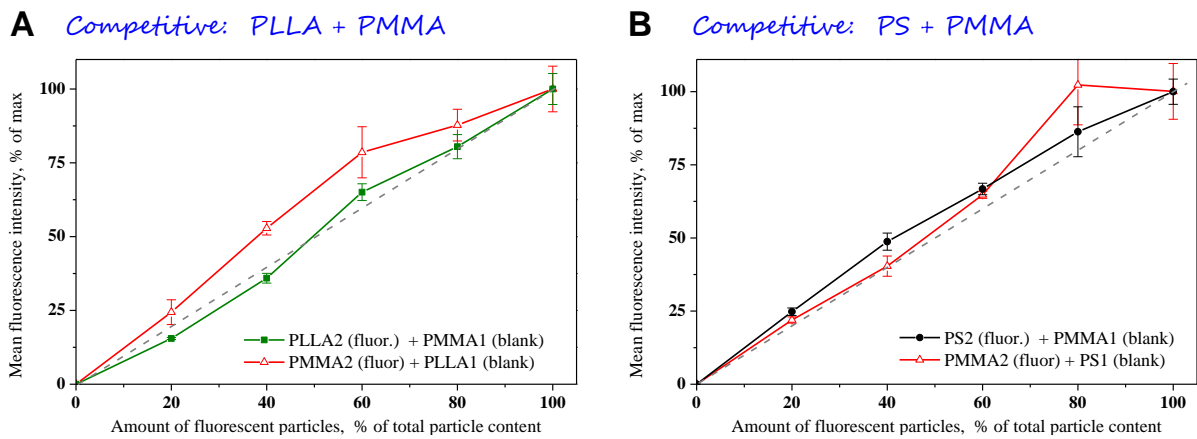 A Competitive: PLLA + PMMA
Mean fluorescence intensity, % of max
100
75
50
25
0
PLLA2 (fluor.) + PMMA1 (blank)
PMMA2 (fluor) + PLLA1 (blank)
0 20 40 60 80 100
Amount of fluorescent particles, % of total particle content
B Competitive: PS + PMMA
Mean fluorescence intensity, % of max
100
75
50
25
0
PS2 (fluor.) + PMMA1 (blank)
PMMA2 (fluor) + PS1 (blank)
0 20 40 60 80 100
Amount of fluorescent particles, % of total particle content